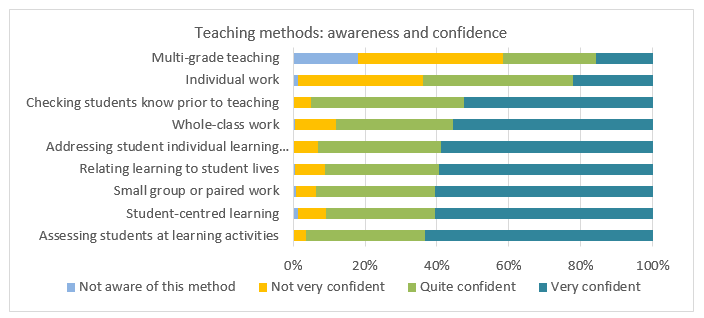 Teaching methods: awareness and confidence
Multi-grade teaching
Individual work
Checking students know prior to teaching
Whole-class work
Addressing student individual learning...
Relating learning to student lives
Small group or paired work
Student-centred learning
Assessing students at learning activities
0% 20% 40% 60% 80% 100%
Not aware of this method Not very confident Quite confident Very confident